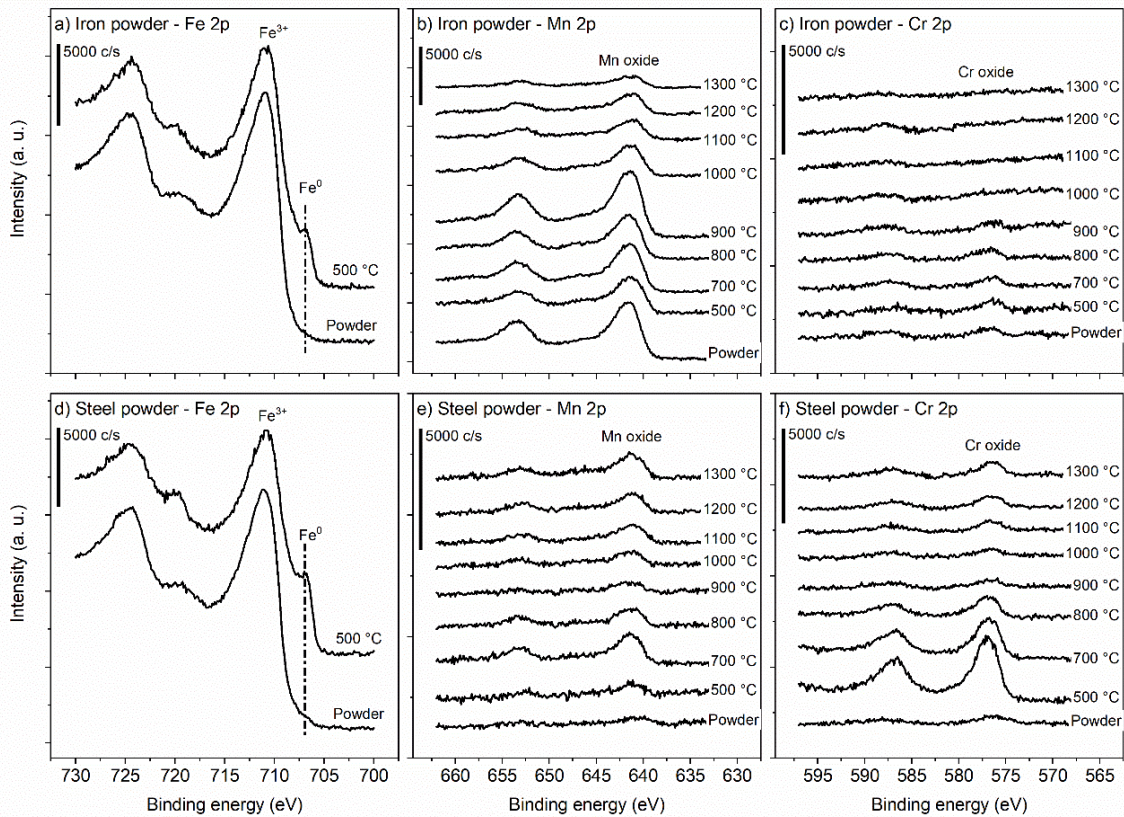 a) Iron powder - Fe 2p
Fe³⁺
5000 c/s
Fe⁰
500 °C
Powder
b) Iron powder - Mn 2p
5000 c/s
Mn oxide
1300 °C
1200 °C
1100 °C
1000 °C
900 °C
800 °C
700 °C
500 °C
Powder
c) Iron powder - Cr 2p
5000 c/s
Cr oxide
1300 °C
1200 °C
1100 °C
1000 °C
900 °C
800 °C
700 °C
500 °C
Powder
Intensity (a. u.)
d) Steel powder - Fe 2p
Fe³⁺
5000 c/s
Fe⁰
500 °C
Powder
e) Steel powder - Mn 2p
5000 c/s
Mn oxide
1300 °C
1200 °C
1100 °C
1000 °C
900 °C
800 °C
700 °C
500 °C
Powder
f) Steel powder - Cr 2p
5000 c/s
Cr oxide
1300 °C
1200 °C
1100 °C
1000 °C
900 °C
800 °C
700 °C
500 °C
Powder
Intensity (a. u.)
730 725 720 715 710 705 700
660 655 650 645 640 635 630
595 590 585 580 575 570 565
Binding energy (eV)
Binding energy (eV)
Binding energy (eV)